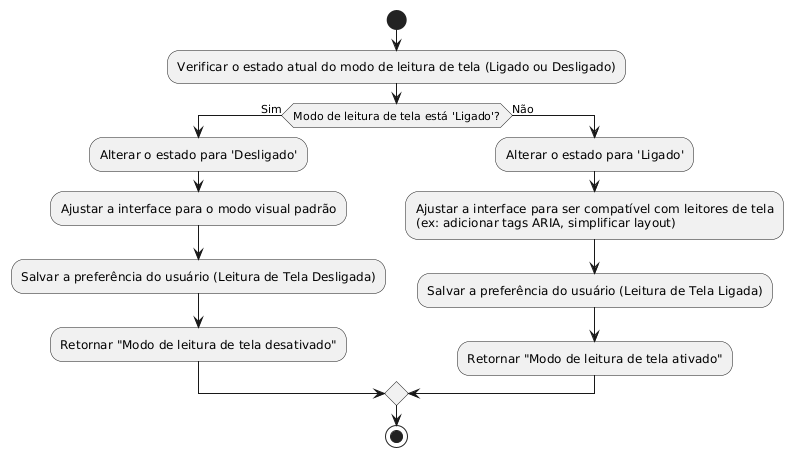 Verificar o estado atual do modo de leitura de tela (Ligado ou Desligado)
Sim
Modo de leitura de tela está 'Ligado'?
Não
Alterar o estado para 'Desligado'
Ajustar a interface para o modo visual padrão
Salvar a preferência do usuário (Leitura de Tela Desligada)
Retornar "Modo de leitura de tela desativado"
Alterar o estado para 'Ligado'
Ajustar a interface para ser compatível com leitores de tela
(ex: adicionar tags ARIA, simplificar layout)
Salvar a preferência do usuário (Leitura de Tela Ligada)
Retornar "Modo de leitura de tela ativado"